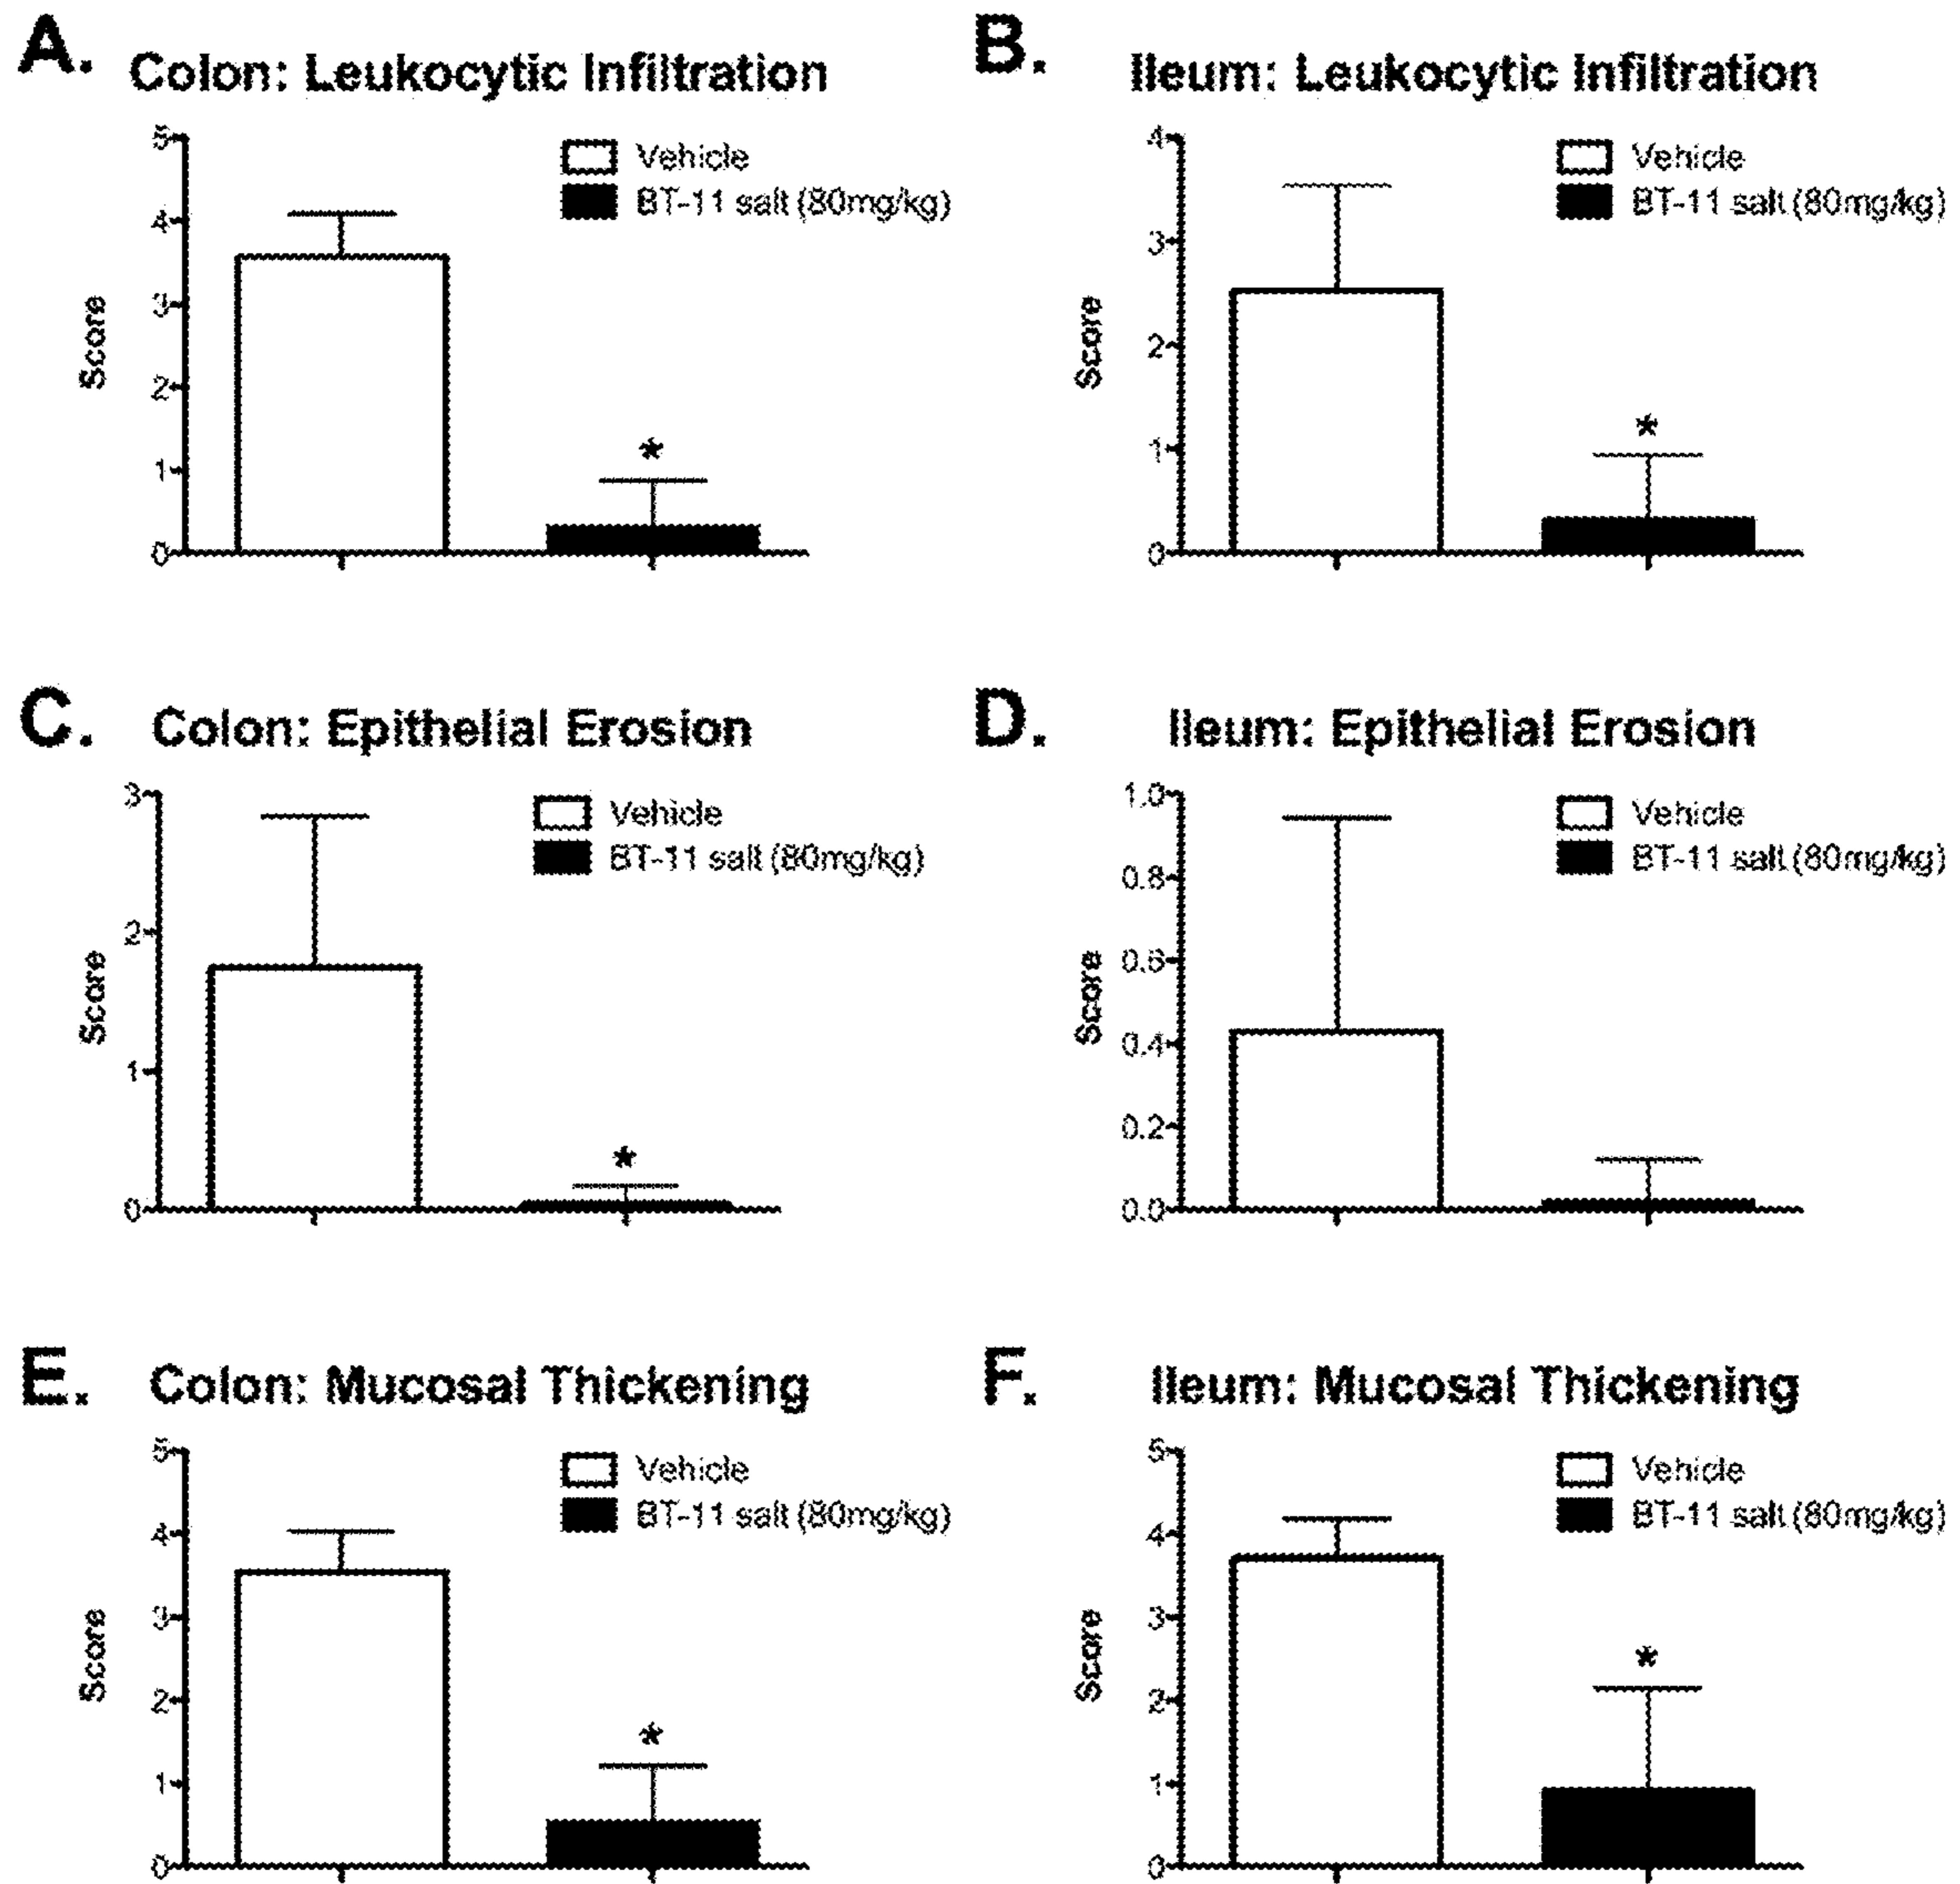 A.
Colon: Leukocytic Infiltration
5
4
3
2
1
0
Score
Vehicle
BT-11 salt (80mg/kg)
*
B.
Ileum: Leukocytic Infiltration
4
3
2
1
0
Score
Vehicle
BT-11 salt (80mg/kg)
*
C.
Colon: Epithelial Erosion
3
2
1
0
Score
Vehicle
BT-11 salt (80mg/kg)
*
D.
Ileum: Epithelial Erosion
1.0
0.8
0.6
0.4
0.2
0.0
Score
Vehicle
BT-11 salt (80mg/kg)
E.
Colon: Mucosal Thickening
5
4
3
2
1
0
Score
Vehicle
BT-11 salt (80mg/kg)
*
F.
Ileum: Mucosal Thickening
5
4
3
2
1
0
Score
Vehicle
BT-11 salt (80mg/kg)
*